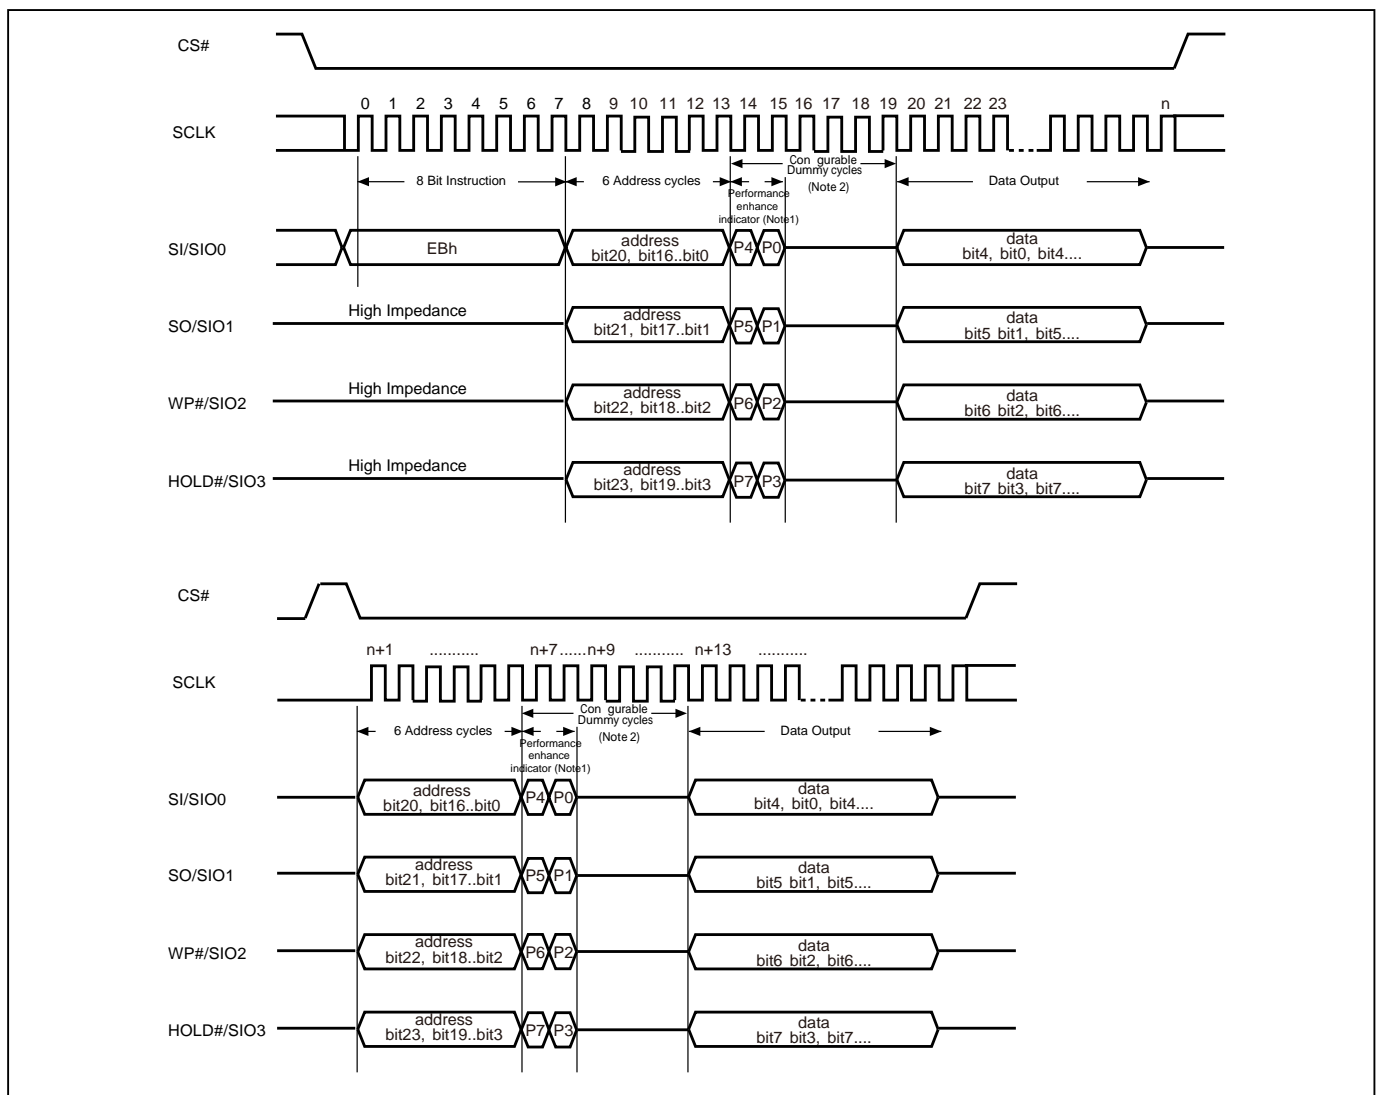 CS#
0 1 2 3 4 5 6 7 8 9 10 11 12 13 14 15 16 17 18 19 20 21 22 23 n
SCLK
Con gurable
Dummy cycles
(Note 2)
8 Bit Instruction
6 Address cycles
Data Output
Performance
enhance
indicator (Note1)
SI/SIO0
EBh
address
bit20, bit16..bit0
P4 P0
data
bit4, bit0, bit4....
SO/SIO1
High Impedance
address
bit21, bit17..bit1
P5 P1
data
bit5 bit1, bit5....
WP#/SIO2
High Impedance
address
bit22, bit18..bit2
P6 P2
data
bit6 bit2, bit6....
HOLD#/SIO3
High Impedance
address
bit23, bit19..bit3
P7 P3
data
bit7 bit3, bit7....
CS#
n+1 ........... n+7......n+9 ........... n+13 ...........
SCLK
Con gurable
Dummy cycles
(Note 2)
6 Address cycles
Data Output
Performance
enhance
indicator (Note1)
SI/SIO0
address
bit20, bit16..bit0
P4 P0
data
bit4, bit0, bit4....
SO/SIO1
address
bit21, bit17..bit1
P5 P1
data
bit5 bit1, bit5....
WP#/SIO2
address
bit22, bit18..bit2
P6 P2
data
bit6 bit2, bit6....
HOLD#/SIO3
address
bit23, bit19..bit3
P7 P3
data
bit7 bit3, bit7....